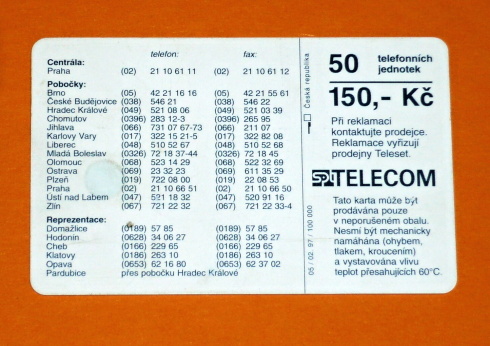 telefon: fax:
Centrála:
Praha (02) 21 10 61 11 (02) 21 10 61 12
Pobočky:
Brno (05) 42 21 16 16 (05) 42 21 55 61
České Budějovice (038) 546 21 (038) 546 22
Hradec Králové (049) 521 08 06 (049) 521 03 39
Chomutov (0396) 283 12-3 (0396) 265 95
Jihlava (066) 731 07 67-73 (066) 211 07
Karlovy Vary (017) 322 15 21-5 (017) 322 82 08
Liberec (048) 510 52 67 (048) 510 52 68
Mladá Boleslav (0326) 72 18 37-44 (0326) 72 18 45
Olomouc (068) 523 14 28 (068) 522 32 69
Ostrava (069) 23 32 23 (069) 611 35 29
Plzeň (019) 722 08 00 (019) 22 08 53
Praha (02) 21 10 66 51 (02) 21 10 66 50
Ústí nad Labem (047) 521 18 32 (047) 520 91 16
Zlín (067) 721 22 32 (067) 721 22 33-4
Reprezentace:
Domažlice (0189) 57 85 (0189) 57 85
Hodonín (0628) 34 06 27 (0628) 34 06 27
Cheb (0166) 229 65 (0166) 229 65
Klatovy (0186) 263 10 (0186) 263 10
Opava (0653) 62 16 80 (0653) 62 37 02
Pardubice přes pobočku Hradec Králové
Česká republika
05 / 02. 97 / 100 000
50 telefonních
jednotek
150,- Kč
Při reklamaci
kontaktujte prodejce.
Reklamace vyřizují
prodejny Teleset.
SPT TELECOM
Tato karta může být
prodávána pouze
v neporušeném obalu.
Nesmí být mechanicky
namáhána (ohybem,
tlakem, kroucením)
a vystavována vlivu
teplot přesahujících 60°C.